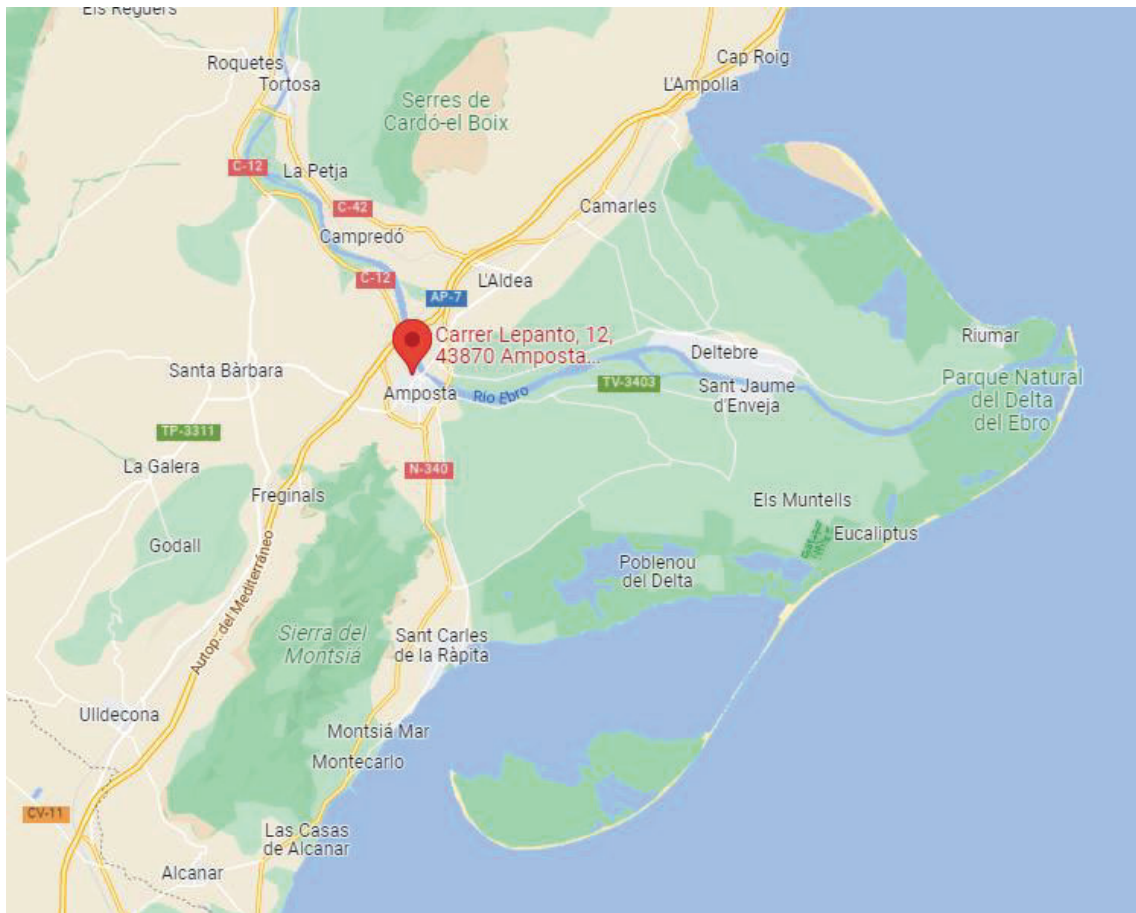 Els Reguers
Cap Roig
Roquetes
Tortosa
L'Ampolla
Serres de
Cardó-el Boix
C-12
La Petja
C-42
Camarles
Campredó
C-12
L'Aldea
AP-7
Carrer Lepanto, 12,
43870 Amposta...
Riumar
Deltebre
Santa Bàrbara
Parque Natural
del Delta
del Ebro
TV-3403
Sant Jaume
d'Enveja
Amposta
Río Ebro
TP-3311
La Galera
N-340
Freginals
Els Muntells
Eucaliptus
Godall
Poblenou
del Delta
Autop. del Mediterráneo
Sierra del
Montsiá
Sant Carles
de la Ràpita
Ulldecona
Montsiá Mar
Montecarlo
CV-11
Las Casas
de Alcanar
Alcanar